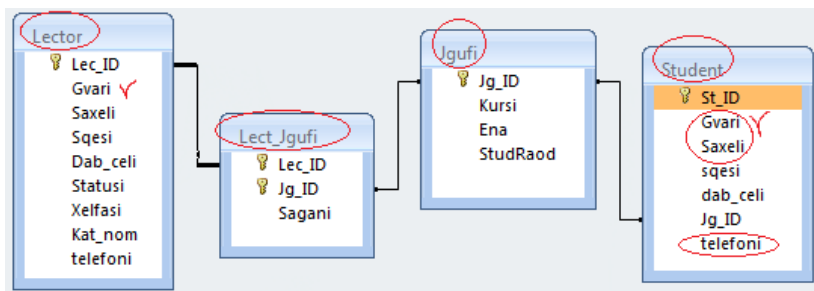 Lector
Lec_ID
Gvari
Saxeli
Sqesi
Dab_celi
Statusi
Xelfasi
Kat_nom
telefoni
Lect_Jgufi
Lec_ID
Jg_ID
Sagani
Jgufi
Jg_ID
Kursi
Ena
StudRaod
Student
St_ID
Gvari
Saxeli
sqesi
dab_celi
Jg_ID
telefoni